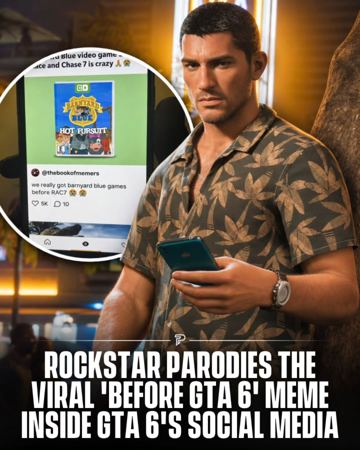 rd Blue video game
ace and Chase 7 is crazy 🙏 😭
BARNYARD
BLUE
HOT PURSUIT
@thebookofmemers
we really got barnyard blue games
before RAC7 😭 😭
5K 10
ROCKSTAR PARODIES THE
VIRAL 'BEFORE GTA 6' MEME
INSIDE GTA 6'S SOCIAL MEDIA